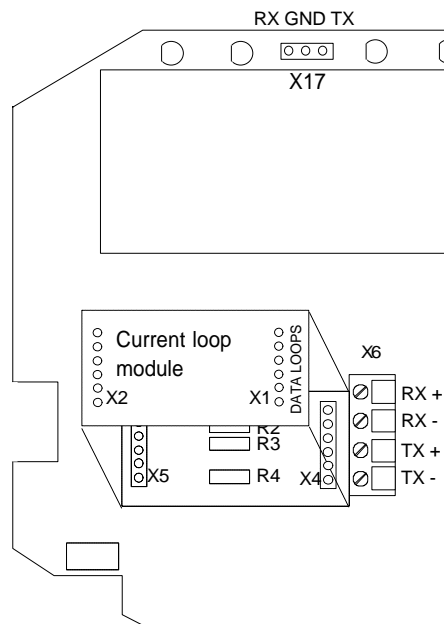 RX GND TX
X17
Current loop
module
DATA LOOPS
X2
X1
X6
RX +
RX -
TX +
TX -
R2
R3
R4
X5
X4